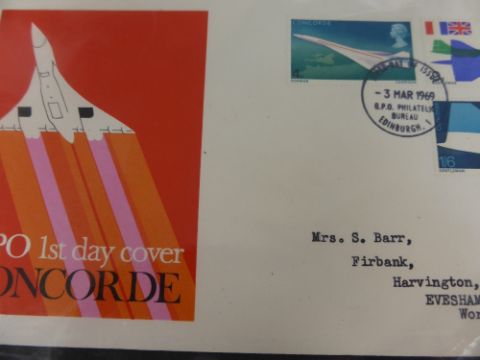 CONCORDE
4d
1/6
GENTLEMAN
FIRST DAY OF ISSUE
- 3 MAR 1969
G.P.O. PHILATELIC
BUREAU
EDINBURGH. 1
PO 1st day cover
ONCORDE
Mrs. S. Barr,
Firbank,
Harvington,
EVESHAM
Wor